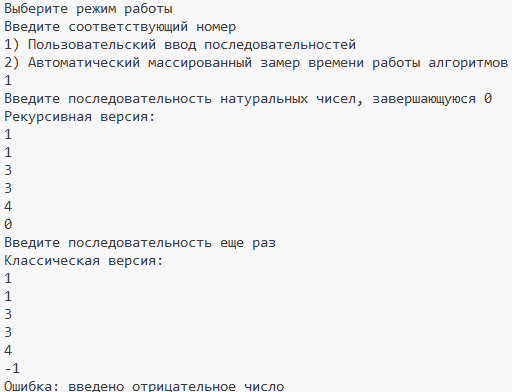 Выберите режим работы
Введите соответствующий номер
1) Пользовательский ввод последовательностей
2) Автоматический массированный замер времени работы алгоритмов
1
Введите последовательность натуральных чисел, завершающуюся 0
Рекурсивная версия:
1
1
3
3
4
0
Введите последовательность еще раз
Классическая версия:
1
1
3
3
4
-1
Ошибка: введено отрицательное число